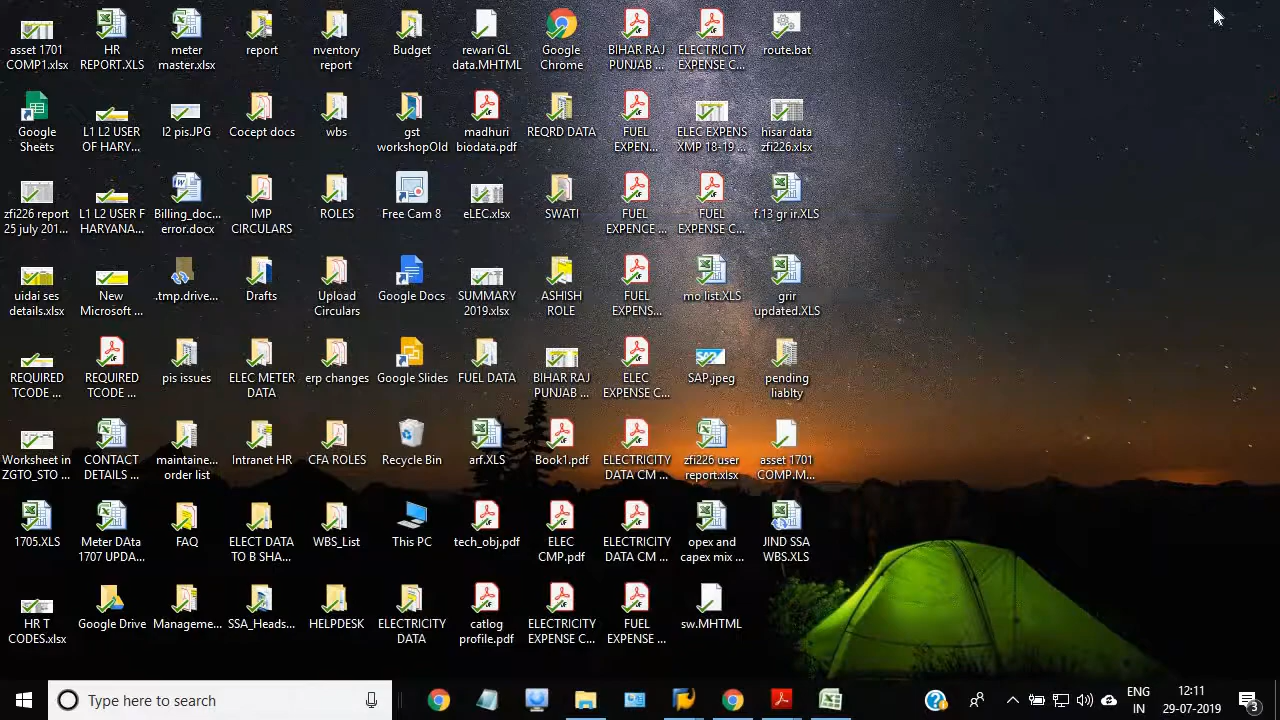 asset 1701
COMP1.xlsx
HR
REPORT.XLS
meter
master.xlsx
report
nventory
report
Budget
rewari GL
data.MHTML
Google
Chrome
BIHAR RAJ
PUNJAB ...
ELECTRICITY
EXPENSE C...
route.bat
Google
Sheets
L1 L2 USER
OF HARY...
l2 pis.JPG
Cocept docs
wbs
gst
workshopOld
madhuri
biodata.pdf
REQRD DATA
FUEL
EXPEN...
ELEC EXPENS
XMP 18-19 ...
hisar data
zfi226.xlsx
zfi226 report
25 july 201...
L1 L2 USER F
HARYANA...
Billing_doc...
error.docx
IMP
CIRCULARS
ROLES
Free Cam 8
eLEC.xlsx
SWATI
FUEL
EXPENCE ...
FUEL
EXPENSE C...
f.13 gr ir.XLS
uidai ses
details.xlsx
New
Microsoft ...
.tmp.drive...
Drafts
Upload
Circulars
Google Docs
SUMMARY
2019.xlsx
ASHISH
ROLE
FUEL
EXPENS...
mo list.XLS
grir
updated.XLS
REQUIRED
TCODE ...
REQUIRED
TCODE ...
pis issues
ELEC METER
DATA
erp changes
Google Slides
FUEL DATA
BIHAR RAJ
PUNJAB ...
ELEC
EXPENSE C...
SAP
SAP.jpeg
pending
liablty
Worksheet in
ZGTO_STO ...
CONTACT
DETAILS ...
maintaine...
order list
Intranet HR
CFA ROLES
Recycle Bin
arf.XLS
Book1.pdf
ELECTRICITY
DATA CM ...
zfi226 user
report.xlsx
asset 1701
COMP.M...
1705.XLS
Meter DAta
1707 UPDA...
FAQ
ELECT DATA
TO B SHA...
WBS_List
This PC
tech_obj.pdf
ELEC
CMP.pdf
ELECTRICITY
DATA CM ...
opex and
capex mix ...
JIND SSA
WBS.XLS
HR T
CODES.xlsx
Google Drive
Manageme...
SSA_Heads...
HELPDESK
ELECTRICITY
DATA
catlog
profile.pdf
ELECTRICITY
EXPENSE C...
FUEL
EXPENSE ...
sw.MHTML
Type here to search
ENG
IN
12:11
29-07-2019
3